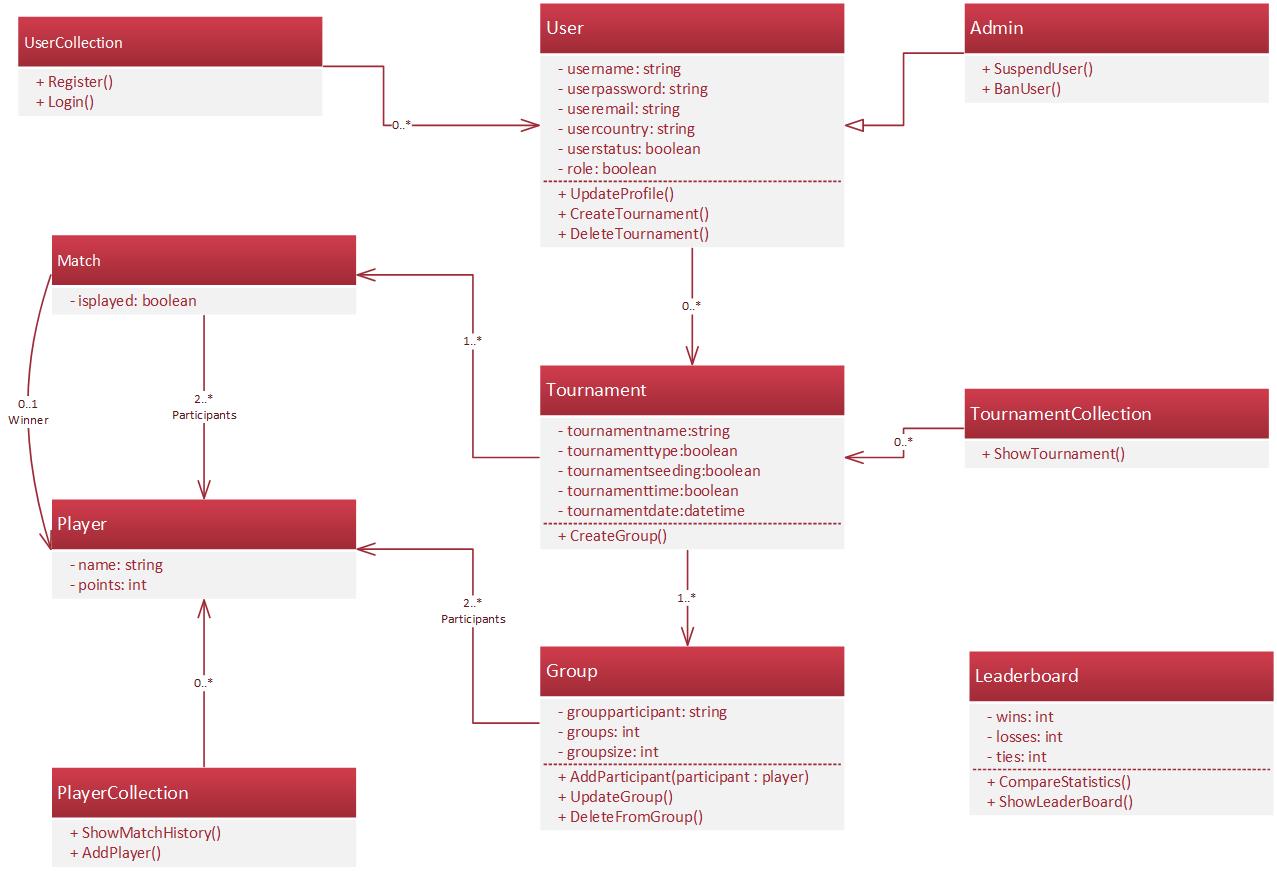 UserCollection
+ Register()
+ Login()
0..*
User
- username: string
- userpassword: string
- useremail: string
- usercountry: string
- userstatus: boolean
- role: boolean
+ UpdateProfile()
+ CreateTournament()
+ DeleteTournament()
Admin
+ SuspendUser()
+ BanUser()
Match
- isplayed: boolean
0..1
Winner
2..*
Participants
1..*
0..*
Tournament
- tournamentname:string
- tournamenttype:boolean
- tournamentseeding:boolean
- tournamenttime:boolean
- tournamentdate:datetime
+ CreateGroup()
0..*
TournamentCollection
+ ShowTournament()
Player
- name: string
- points: int
2..*
Participants
1..*
0..*
Group
- groupparticipant: string
- groups: int
- groupsize: int
+ AddParticipant(participant : player)
+ UpdateGroup()
+ DeleteFromGroup()
Leaderboard
- wins: int
- losses: int
- ties: int
+ CompareStatistics()
+ ShowLeaderBoard()
PlayerCollection
+ ShowMatchHistory()
+ AddPlayer()